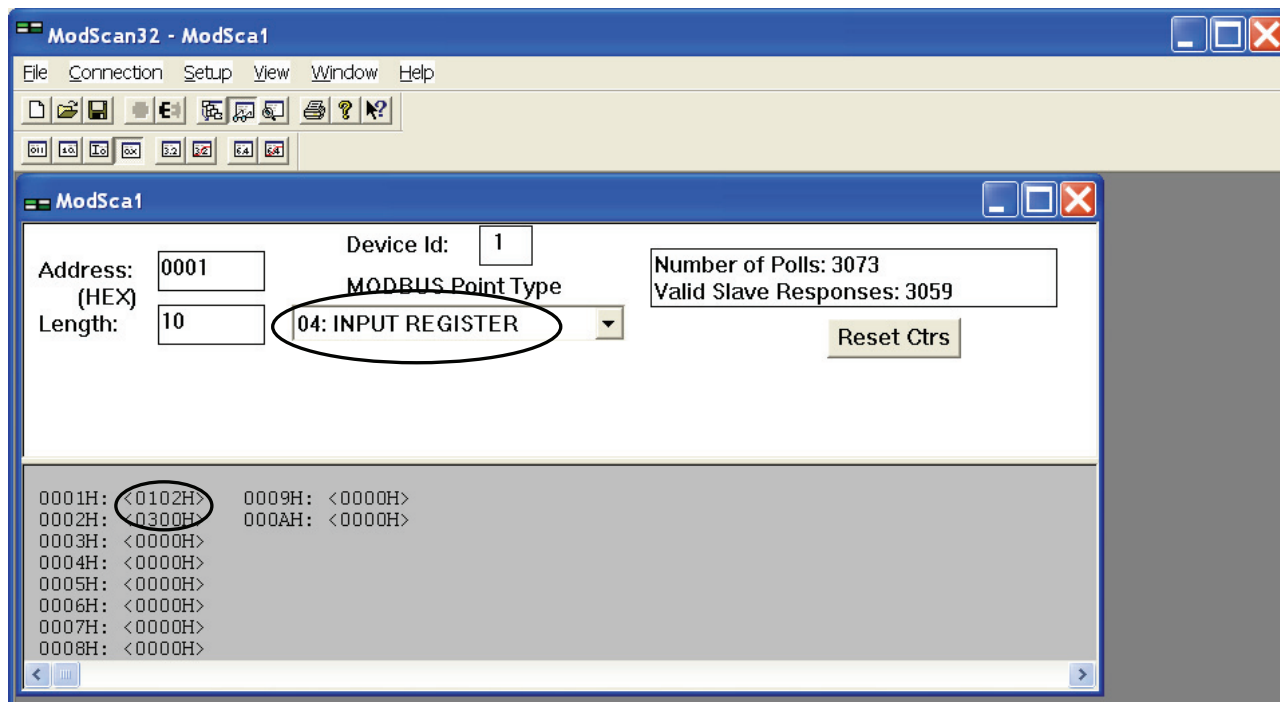 ModScan32 - ModSca1
File Connection Setup View Window Help
ModSca1
Address: 0001
(HEX)
Length: 10
Device Id: 1
MODBUS Point Type
04: INPUT REGISTER
Number of Polls: 3073
Valid Slave Responses: 3059
Reset Ctrs
0001H: <0102H> 0009H: <0000H>
0002H: <0300H> 000AH: <0000H>
0003H: <0000H>
0004H: <0000H>
0005H: <0000H>
0006H: <0000H>
0007H: <0000H>
0008H: <0000H>